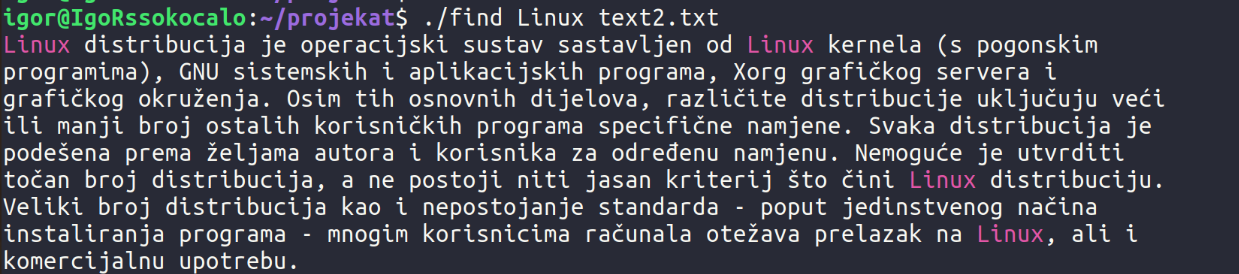 igor@IgoRssokocalo:~/projekat$ ./find Linux text2.txt
Linux distribucija je operacijski sustav sastavljen od Linux kernela (s pogonskim
programima), GNU sistemskih i aplikacijskih programa, Xorg grafičkog servera i
grafičkog okruženja. Osim tih osnovnih dijelova, različite distribucije uključuju veći
ili manji broj ostalih korisničkih programa specifične namjene. Svaka distribucija je
podešena prema željama autora i korisnika za određenu namjenu. Nemoguće je utvrditi
točan broj distribucija, a ne postoji niti jasan kriterij što čini Linux distribuciju.
Veliki broj distribucija kao i nepostojanje standarda - poput jedinstvenog načina
instaliranja programa - mnogim korisnicima računala otežava prelazak na Linux, ali i
komercijalnu upotrebu.